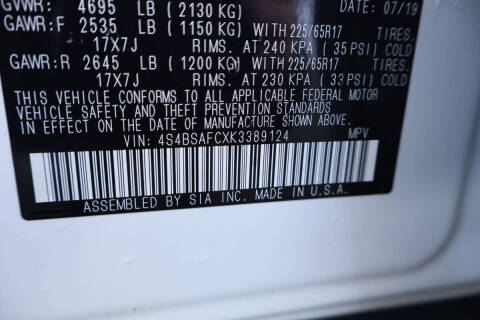 GVWR: 4695 LB (2130 KG) DATE: 07/19
GAWR:F 2535 LB (1150 KG) WITH 225/65R17 TIRES.
17X7J RIMS. AT 240 KPA (35 PSI) COLD
GAWR:R 2645 LB (1200 KG) WITH 225/65R17 TIRES.
17X7J RIMS. AT 230 KPA (33 PSI) COLD
THIS VEHICLE CONFORMS TO ALL APPLICABLE FEDERAL MOTOR
VEHICLE SAFETY AND THEFT PREVENTION STANDARDS
IN EFFECT ON THE DATE OF MANUFACTURE SHOWN ABOVE.
VIN: 4S4BSAFCXK3389124 MPV
ASSEMBLED BY SIA INC. MADE IN U.S.A.